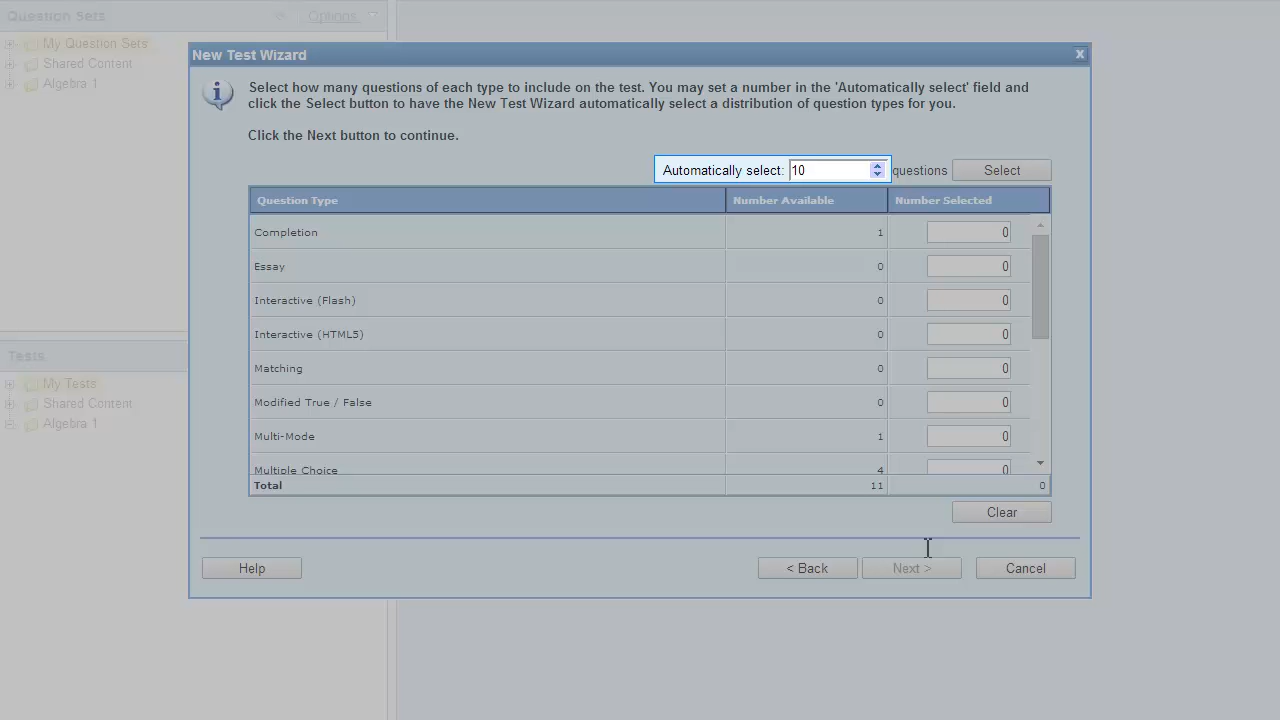 Question Sets
Options
My Question Sets
Shared Content
Algebra 1
Tests
My Tests
Shared Content
Algebra 1
New Test Wizard
x
Select how many questions of each type to include on the test. You may set a number in the 'Automatically select' field and
click the Select button to have the New Test Wizard automatically select a distribution of question types for you.
Click the Next button to continue.
Automatically select: 10 questions Select
Question Type Number Available Number Selected
Completion 1 0
Essay 0 0
Interactive (Flash) 0 0
Interactive (HTML5) 0 0
Matching 0 0
Modified True / False 0 0
Multi-Mode 1 0
Multiple Choice 4 0
Total 11 0
Clear
Help < Back Next > Cancel